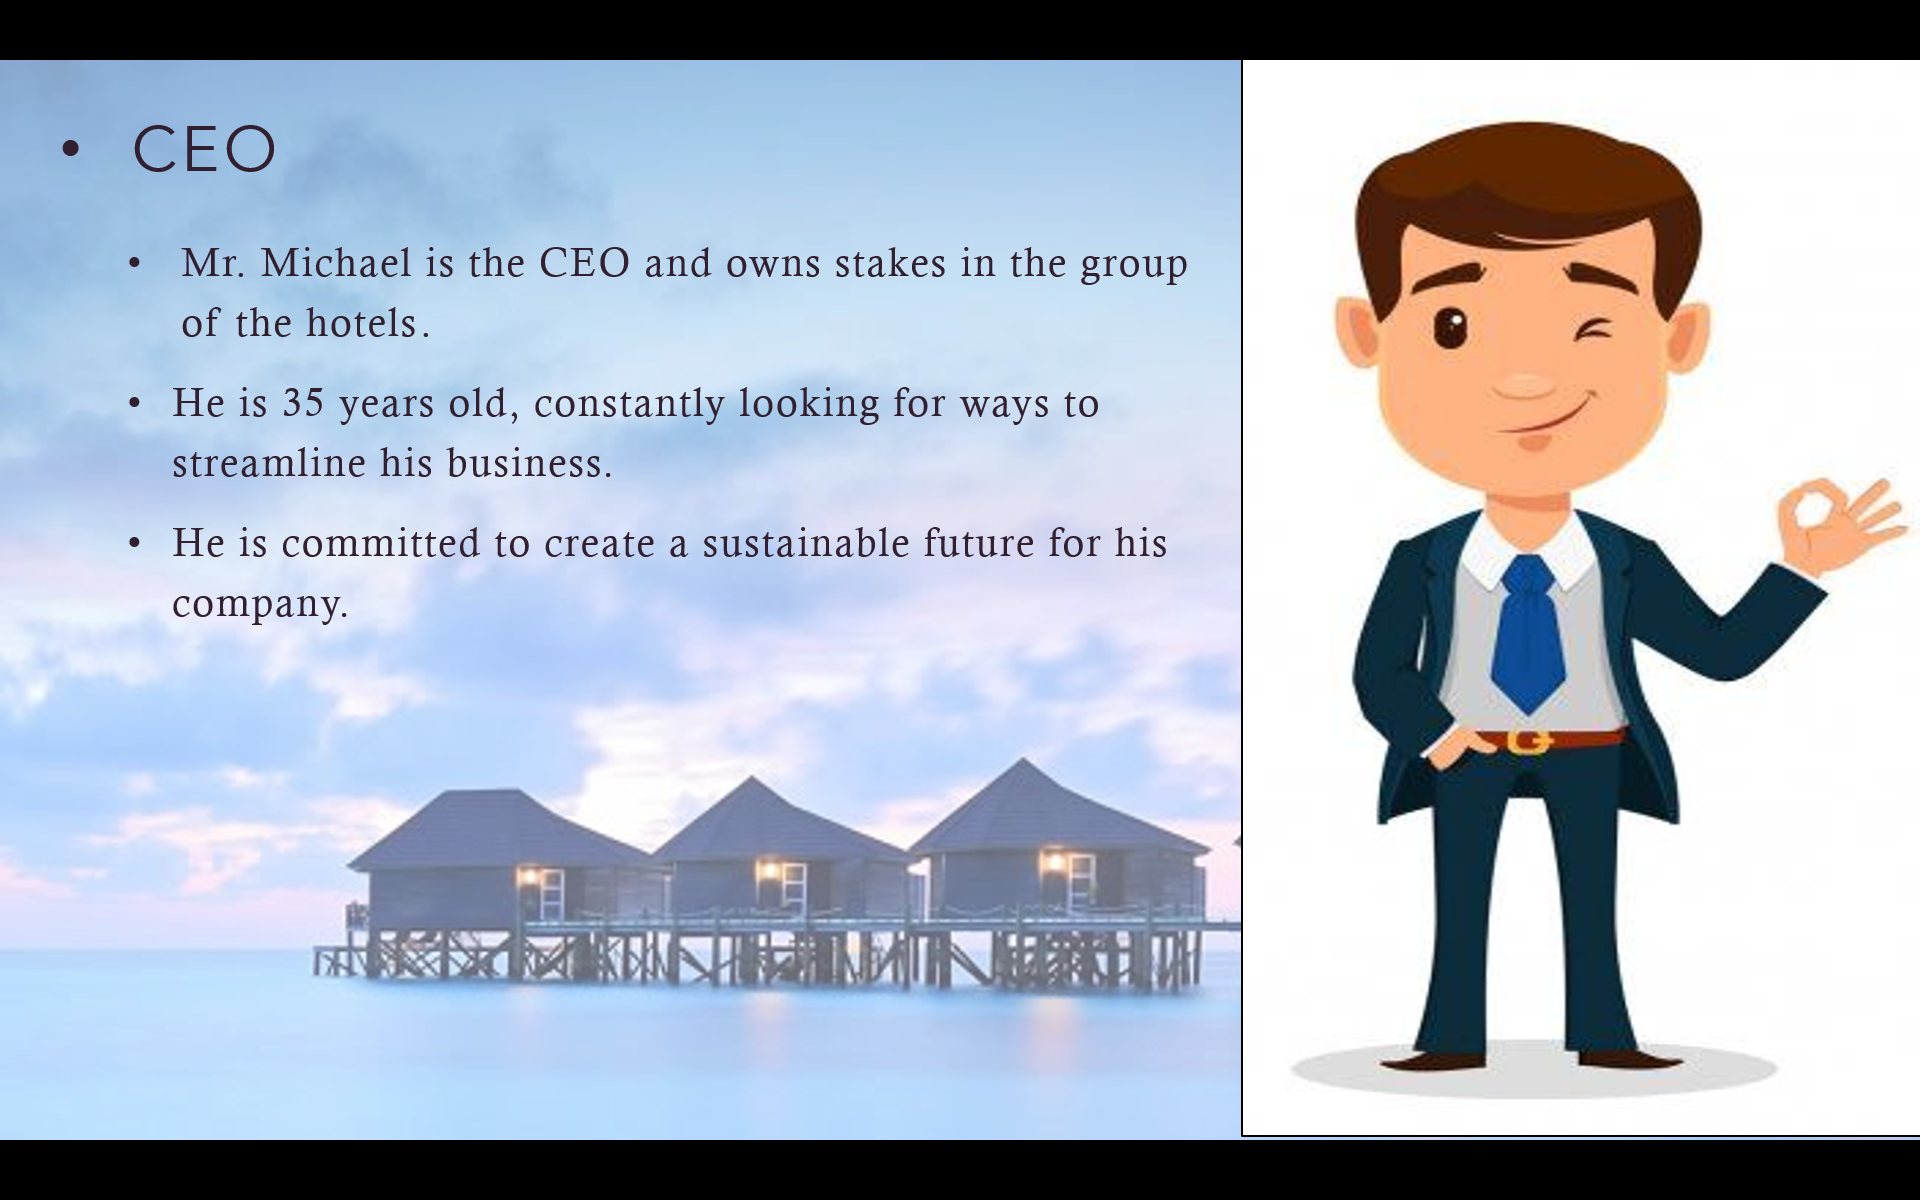 • CEO
• Mr. Michael is the CEO and owns stakes in the group
of the hotels.
• He is 35 years old, constantly looking for ways to
streamline his business.
• He is committed to create a sustainable future for his
company.